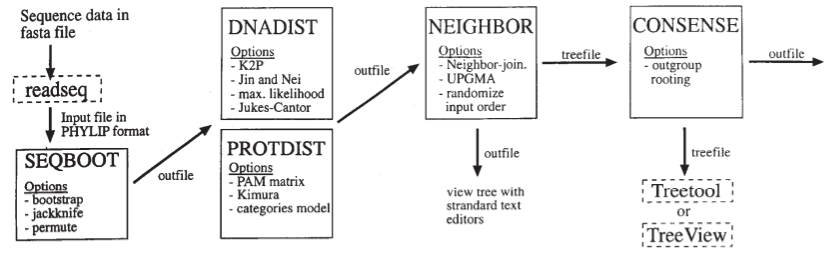 Sequence data in
fasta file
readseq
Input file in
PHYLIP format
SEQBOOT
Options
- bootstrap
- jackknife
- permute
outfile
DNADIST
Options
- K2P
- Jin and Nei
- max. likelihood
- Jukes-Cantor
PROTDIST
Options
- PAM matrix
- Kimura
- categories model
outfile
NEIGHBOR
Options
- Neighbor-join.
- UPGMA
- randomize
input order
outfile
view tree with
strandard text
editors
treefile
CONSENSE
Options
- outgroup
rooting
outfile
treefile
Treetool
or
TreeView